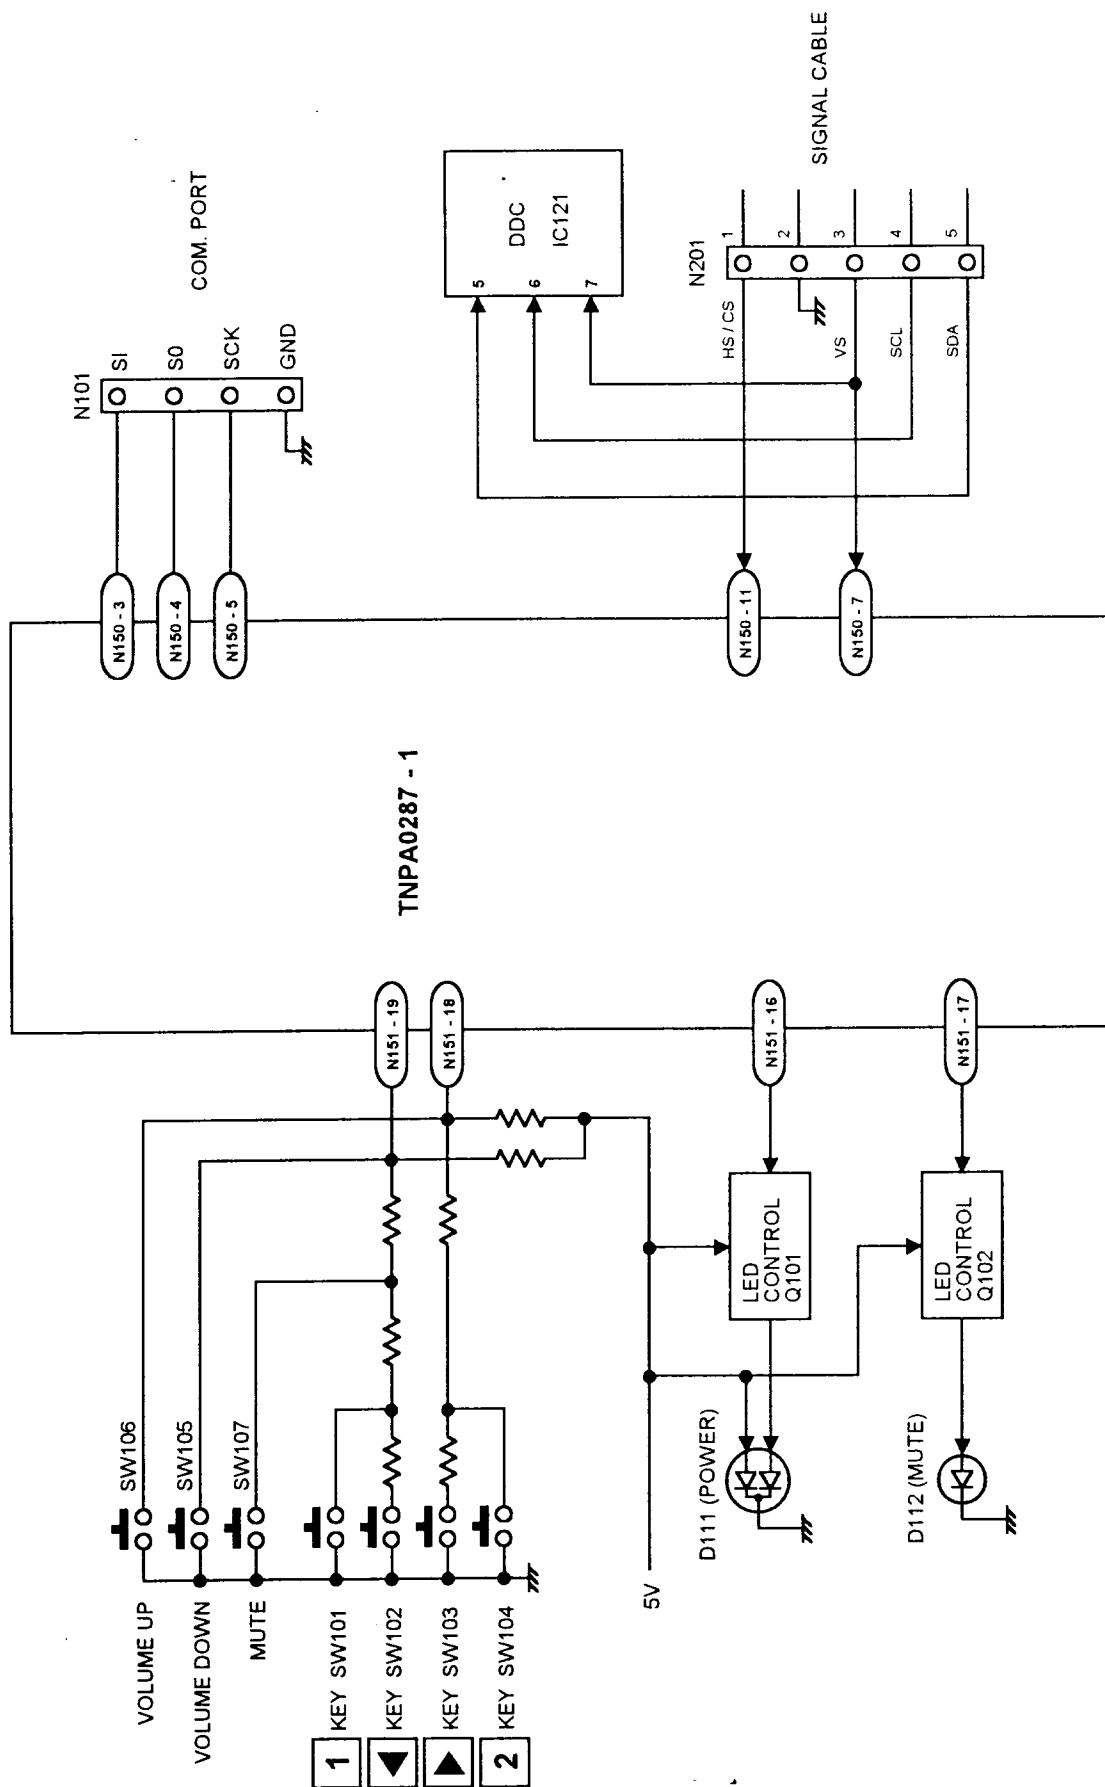 VOLUME UP
SW106
VOLUME DOWN
SW105
MUTE
SW107
1 KEY SW101
KEY SW102
KEY SW103
2 KEY SW104
5V
D111 (POWER)
LED
CONTROL
Q101
D112 (MUTE)
LED
CONTROL
Q102
N151 - 19
N151 - 18
N151 - 16
N151 - 17
TNPA0287 - 1
N150 - 3
N150 - 4
N150 - 5
N150 - 11
N150 - 7
N101
SI
S0
SCK
GND
COM. PORT
DDC
IC121
5
6
7
N201
HS / CS
1
2
VS
3
SCL
4
SDA
5
SIGNAL CABLE